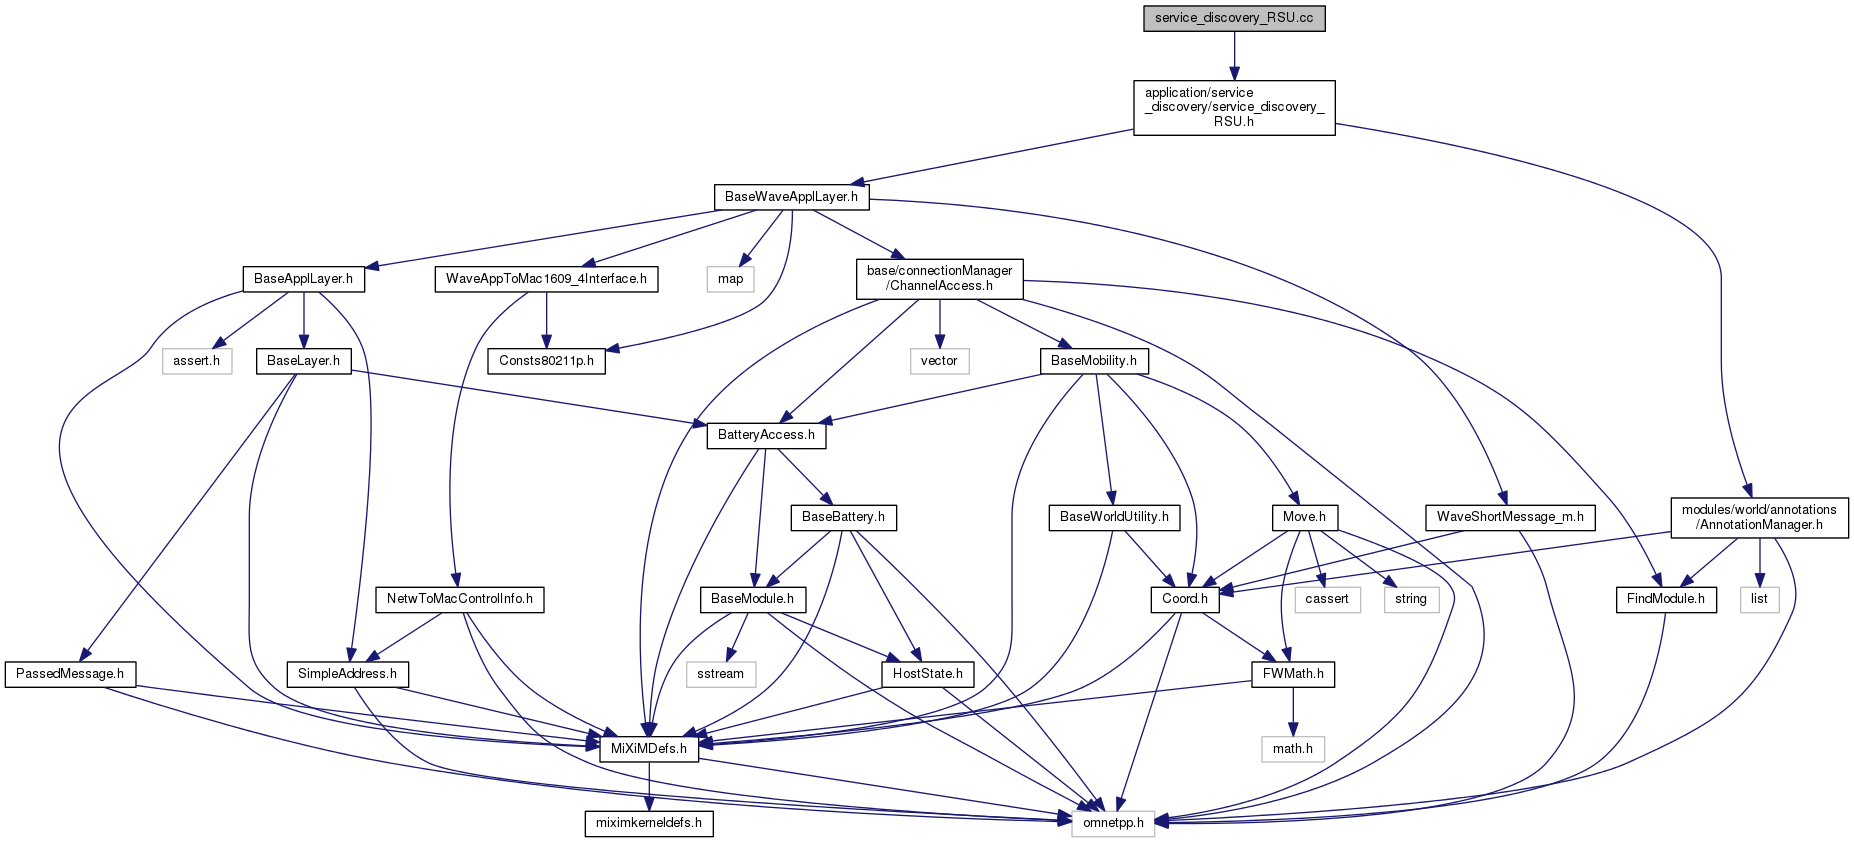 service_discovery_RSU.cc
application/service
_discovery/service_discovery_
RSU.h
BaseWaveApplLayer.h
BaseApplLayer.h
WaveAppToMac1609_4Interface.h
map
base/connectionManager
/ChannelAccess.h
assert.h
BaseLayer.h
Consts80211p.h
vector
BaseMobility.h
BatteryAccess.h
BaseBattery.h
BaseWorldUtility.h
Move.h
WaveShortMessage_m.h
modules/world/annotations
/AnnotationManager.h
NetwToMacControlInfo.h
BaseModule.h
Coord.h
cassert
string
FindModule.h
list
PassedMessage.h
SimpleAddress.h
sstream
HostState.h
FWMath.h
MiXiMDefs.h
math.h
miximkerneldefs.h
omnetpp.h